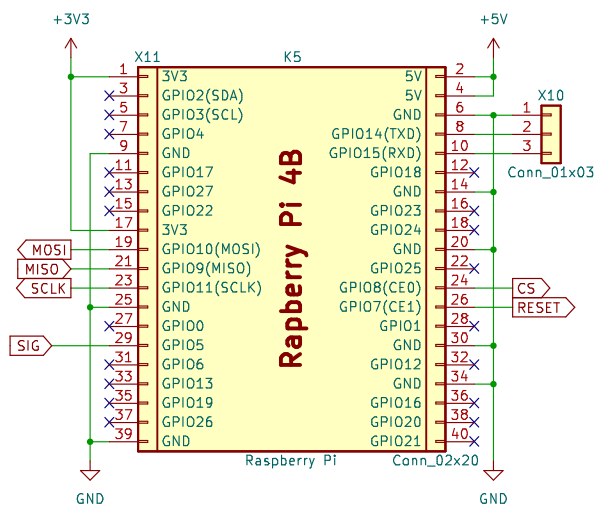 +3V3
+5V
X11
K5
1 3V3 5V 2
3 GPIO2(SDA) 5V 4
X10
5 GPIO3(SCL) GND 6 1
7 GPIO4 GPIO14(TXD) 8 2
9 GND GPIO15(RXD) 10 3
11 GPIO17 GPIO18 12
Conn_01x03
13 GPIO27 GND 14
15 GPIO22 GPIO23 16
17 3V3 GPIO24 18
MOSI 19 GPIO10(MOSI) GND 20
MISO 21 GPIO9(MISO) GPIO25 22
SCLK 23 GPIO11(SCLK) GPIO8(CE0) 24 CS
25 GND GPIO7(CE1) 26 RESET
27 GPIO0 GPIO1 28
SIG 29 GPIO5 GND 30
31 GPIO6 GPIO12 32
33 GPIO13 GND 34
35 GPIO19 GPIO16 36
37 GPIO26 GPIO20 38
39 GND GPIO21 40
Rapberry Pi 4B
Raspberry Pi
Conn_02x20
GND
GND